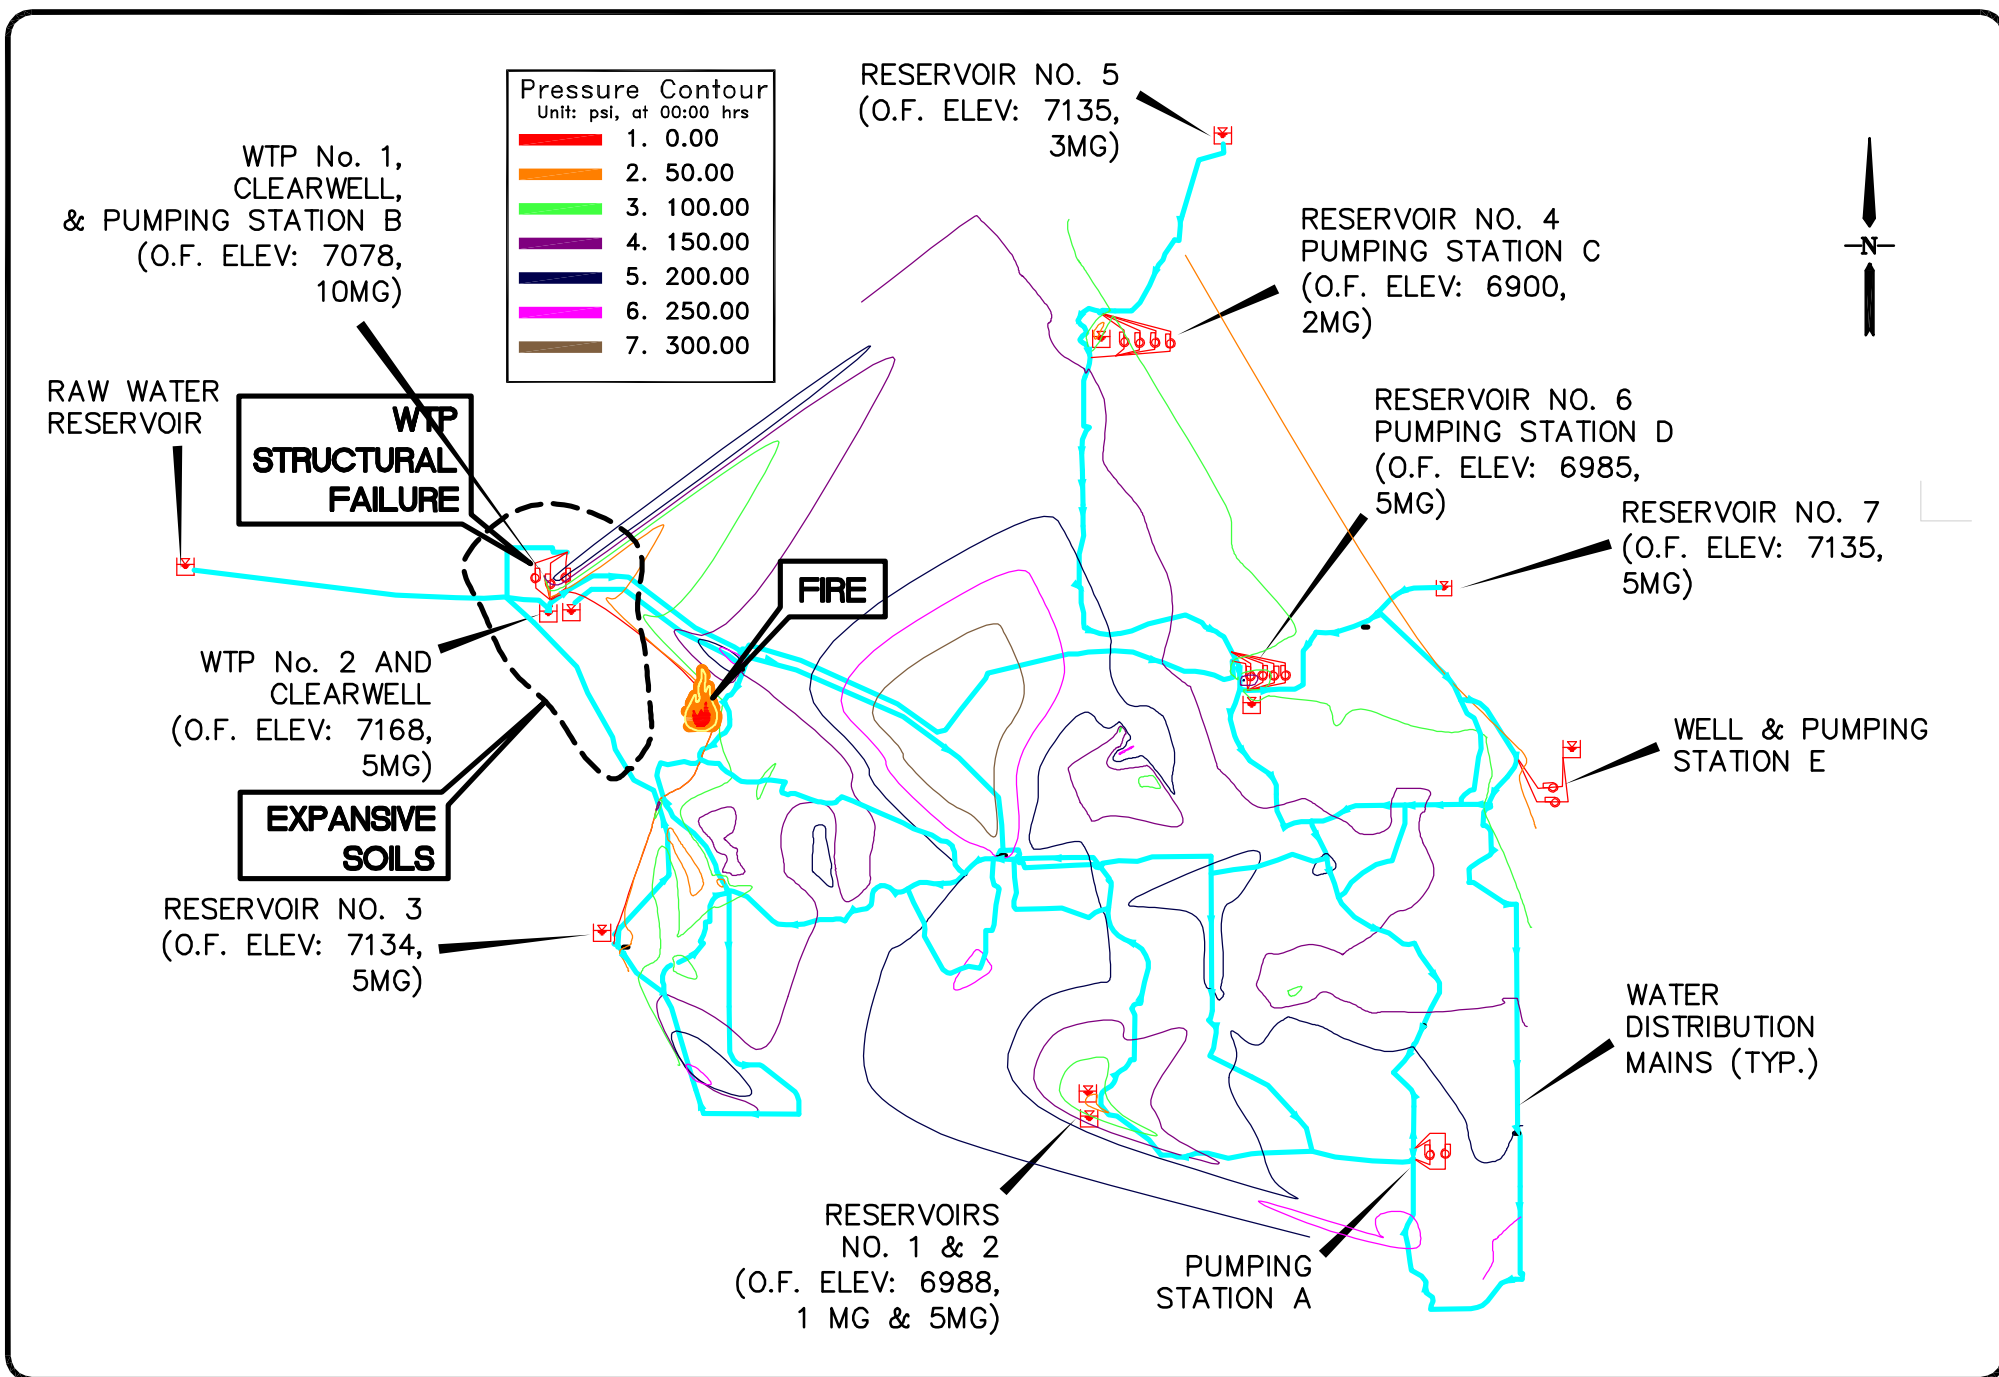 Pressure Contour
Unit: psi, at 00:00 hrs
1. 0.00
2. 50.00
3. 100.00
4. 150.00
5. 200.00
6. 250.00
7. 300.00
RESERVOIR NO. 5
(O.F. ELEV: 7135,
3MG)
WTP No. 1,
CLEARWELL,
& PUMPING STATION B
(O.F. ELEV: 7078,
10MG)
RESERVOIR NO. 4
PUMPING STATION C
(O.F. ELEV: 6900,
2MG)
N
RAW WATER
RESERVOIR
WTP
STRUCTURAL
FAILURE
RESERVOIR NO. 6
PUMPING STATION D
(O.F. ELEV: 6985,
5MG)
RESERVOIR NO. 7
(O.F. ELEV: 7135,
5MG)
FIRE
WTP No. 2 AND
CLEARWELL
(O.F. ELEV: 7168,
5MG)
WELL & PUMPING
STATION E
EXPANSIVE
SOILS
RESERVOIR NO. 3
(O.F. ELEV: 7134,
5MG)
WATER
DISTRIBUTION
MAINS (TYP.)
RESERVOIRS
NO. 1 & 2
(O.F. ELEV: 6988,
1 MG & 5MG)
PUMPING
STATION A